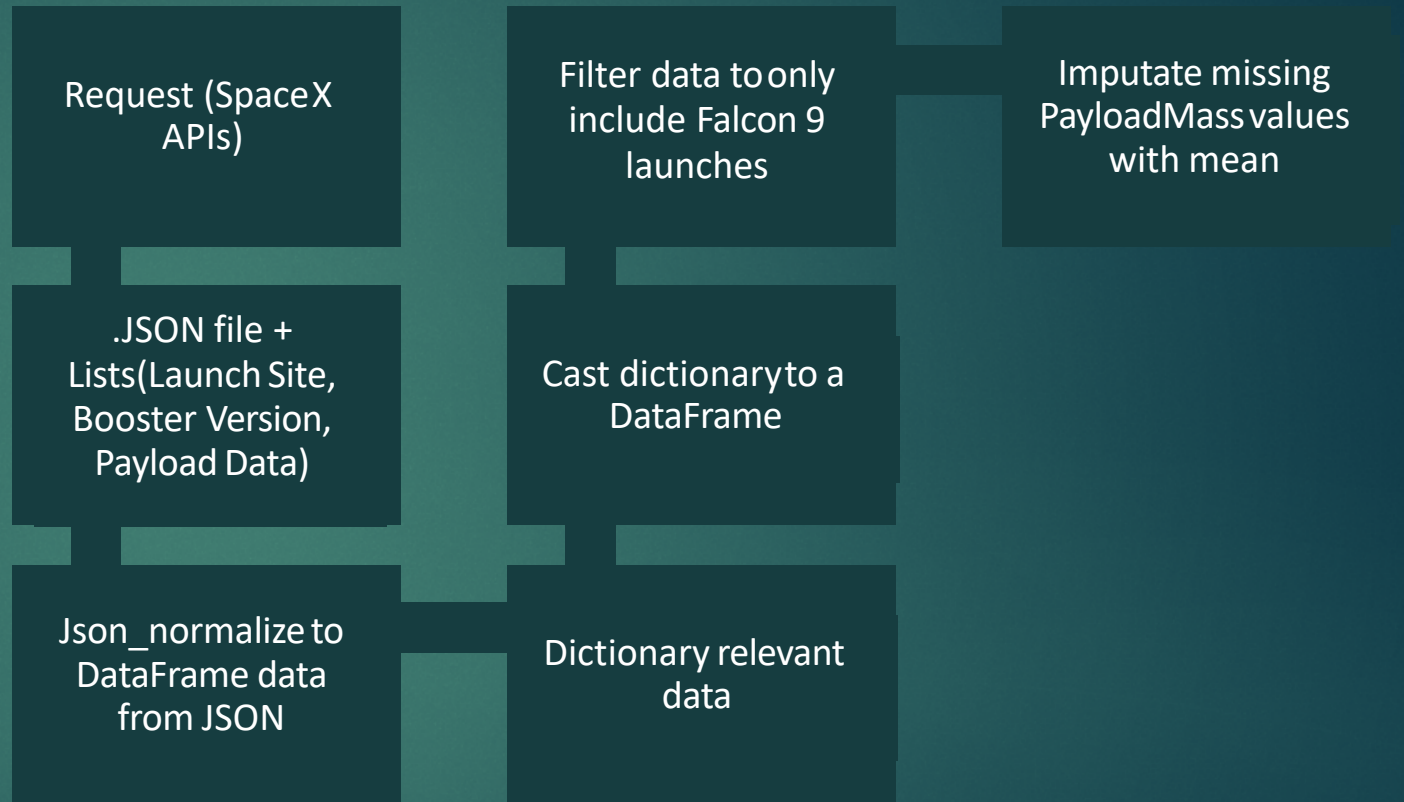 Request (SpaceX
APIs)
.JSON file +
Lists(Launch Site,
Booster Version,
Payload Data)
Json_normalize to
DataFrame data
from JSON
Dictionary relevant
data
Cast dictionary to a
DataFrame
Filter data to only
include Falcon 9
launches
Imputate missing
PayloadMass values
with mean